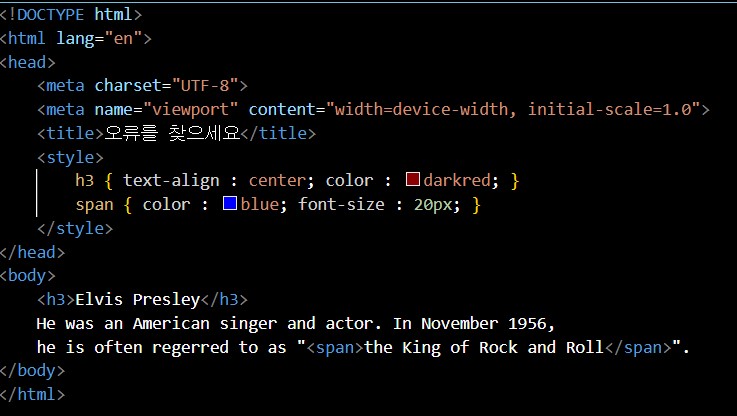 <!DOCTYPE html>
<html lang="en">
<head>
    <meta charset="UTF-8">
    <meta name="viewport" content="width=device-width, initial-scale=1.0">
    <title>오류를 찾으세요</title>
    <style>
        h3 { text-align : center; color : darkred; }
        span { color : blue; font-size : 20px; }
    </style>
</head>
<body>
    <h3>Elvis Presley</h3>
    He was an American singer and actor. In November 1956,
    he is often regerred to as "<span>the King of Rock and Roll</span>".
</body>
</html>